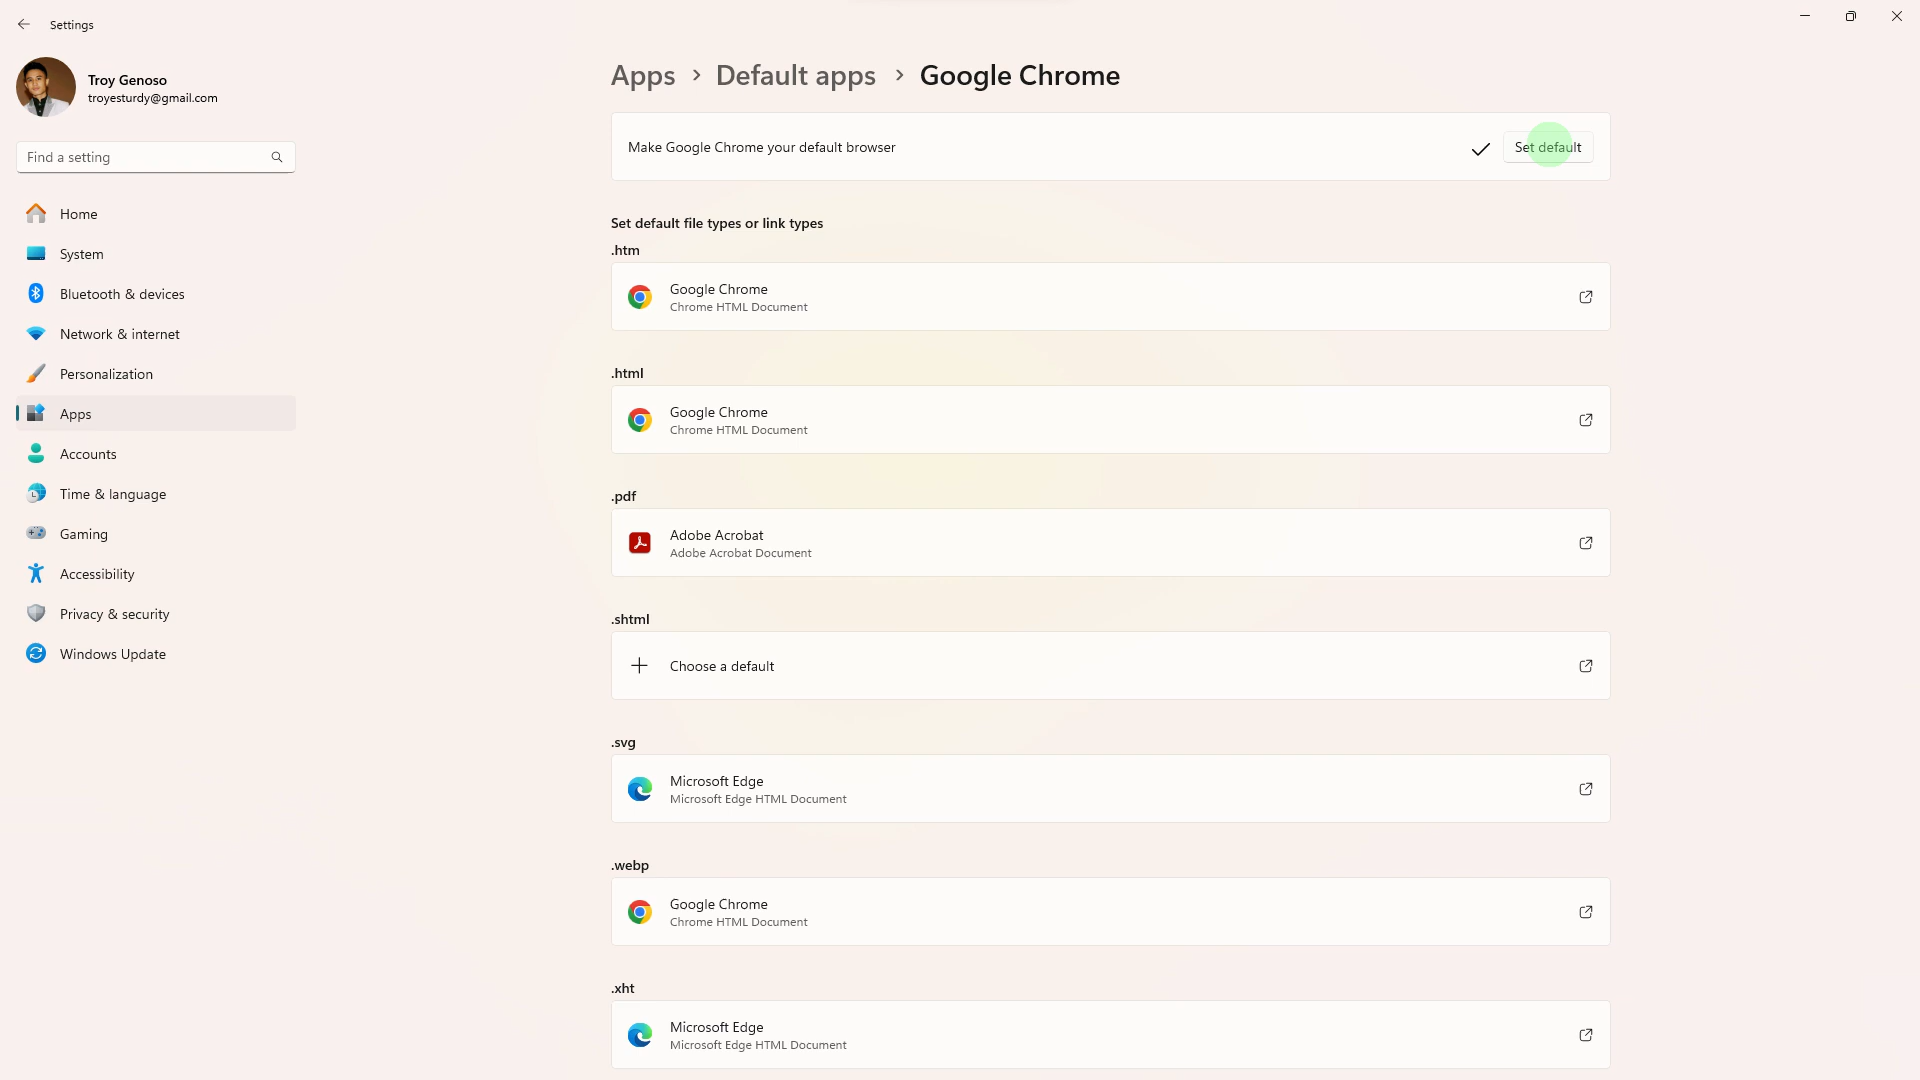 Settings
Troy Genoso
troyesturdy@gmail.com
Find a setting
Home
System
Bluetooth & devices
Network & internet
Personalization
Apps
Accounts
Time & language
Gaming
Accessibility
Privacy & security
Windows Update
Apps > Default apps > Google Chrome
Make Google Chrome your default browser
Set default
Set default file types or link types
.htm
Google Chrome
Chrome HTML Document
.html
Google Chrome
Chrome HTML Document
.pdf
Adobe Acrobat
Adobe Acrobat Document
.shtml
Choose a default
.svg
Microsoft Edge
Microsoft Edge HTML Document
.webp
Google Chrome
Chrome HTML Document
.xht
Microsoft Edge
Microsoft Edge HTML Document